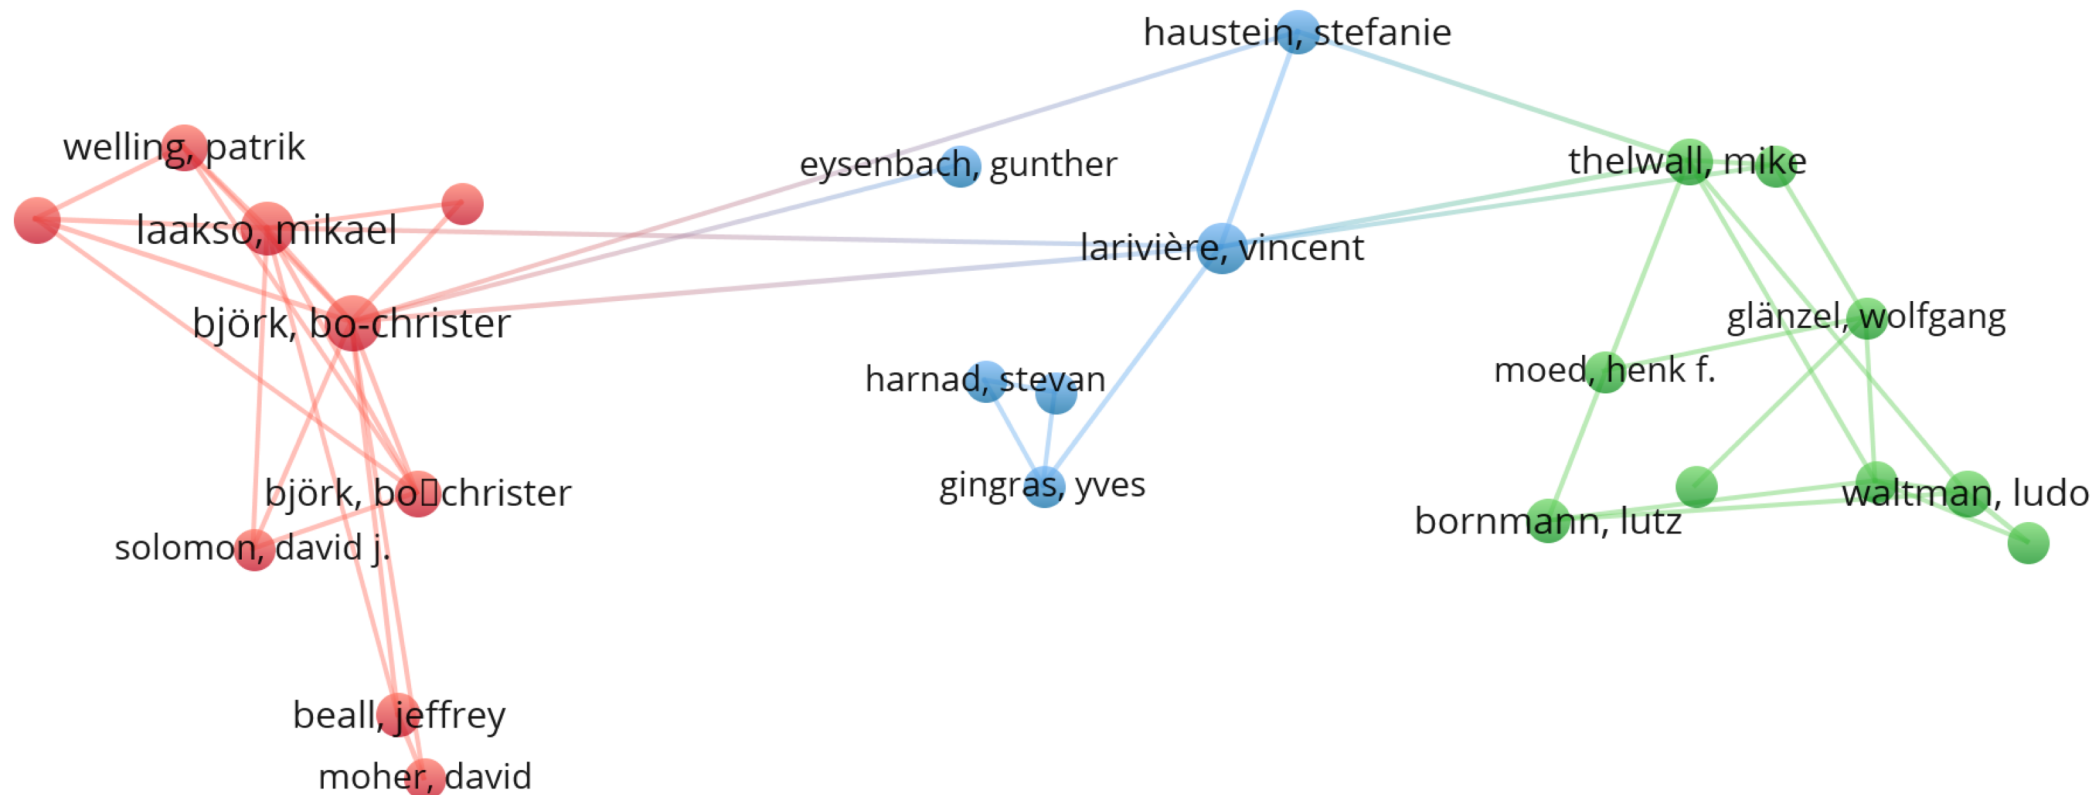 haustein, stefanie
welling, patrik
eysenbach, gunther
thelwall, mike
laakso, mikael
larivière, vincent
björk, bo-christer
glänzel, wolfgang
harnad, stevan
moed, henk f.
gingras, yves
björk, bo▯christer
waltman, ludo
bornmann, lutz
solomon, david j.
beall, jeffrey
moher, david